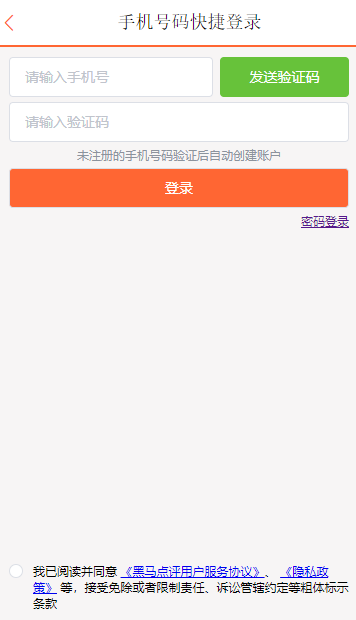 手机号码快捷登录
请输入手机号 发送验证码
请输入验证码
未注册的手机号码验证后自动创建账户
登录
密码登录
我已阅读并同意 《黑马点评用户服务协议》、 《隐私政
策》 等，接受免除或者限制责任、诉讼管辖约定等粗体标示
条款